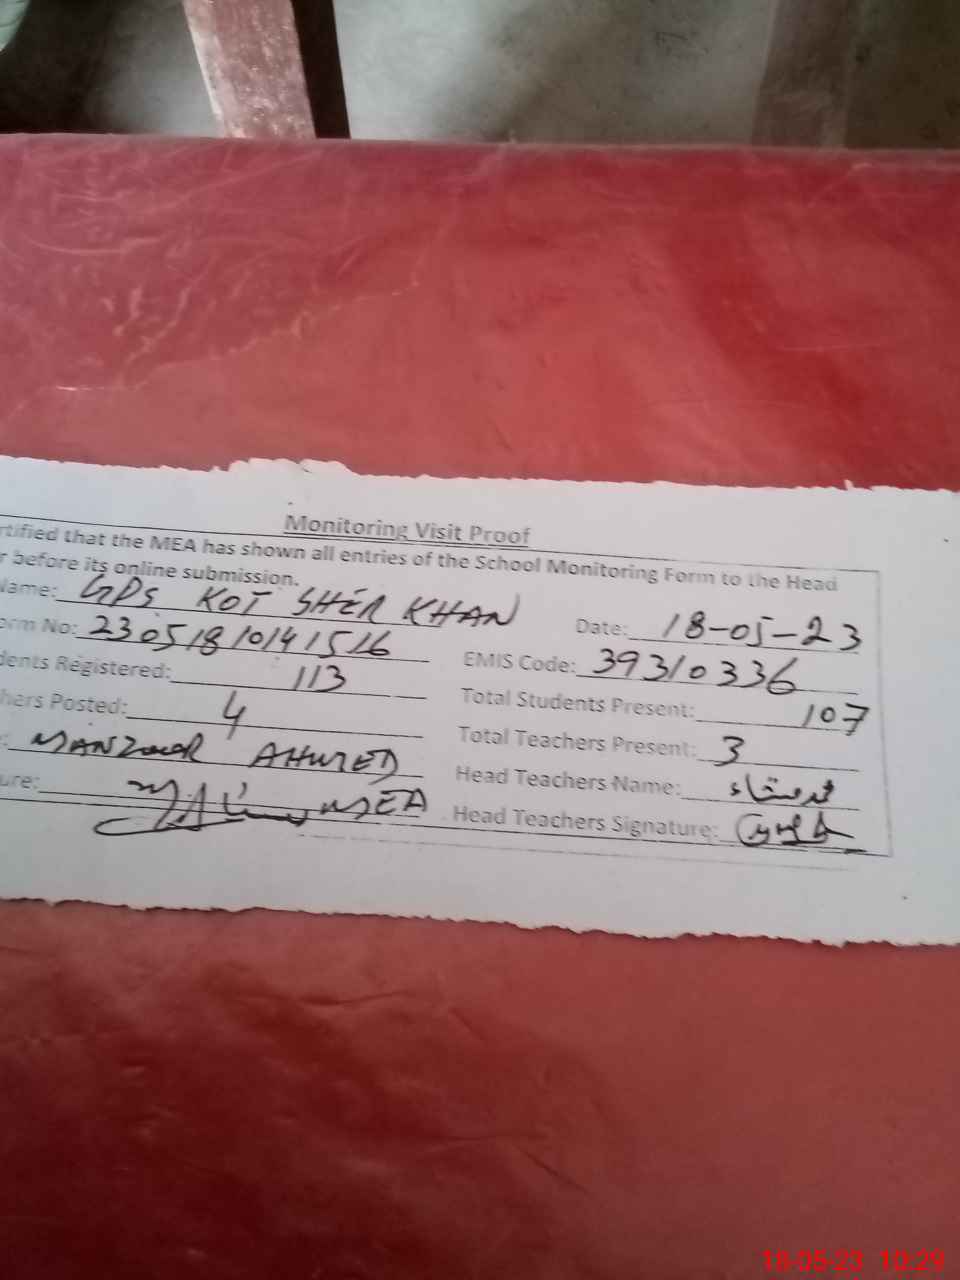 Monitoring Visit Proof
rtified that the MEA has shown all entries of the School Monitoring Form to the Head
r before its online submission.
Name: GPS KOT SHER KHAN Date: 18-05-23
orm No: 23051810141516 EMIS Code: 39310336
dents Registered: 113 Total Students Present: 107
hers Posted: 4 Total Teachers Present: 3
: MANZOOR AHMED Head Teachers Name:
ure: MEA Head Teachers Signature:
18-05-23 10:29